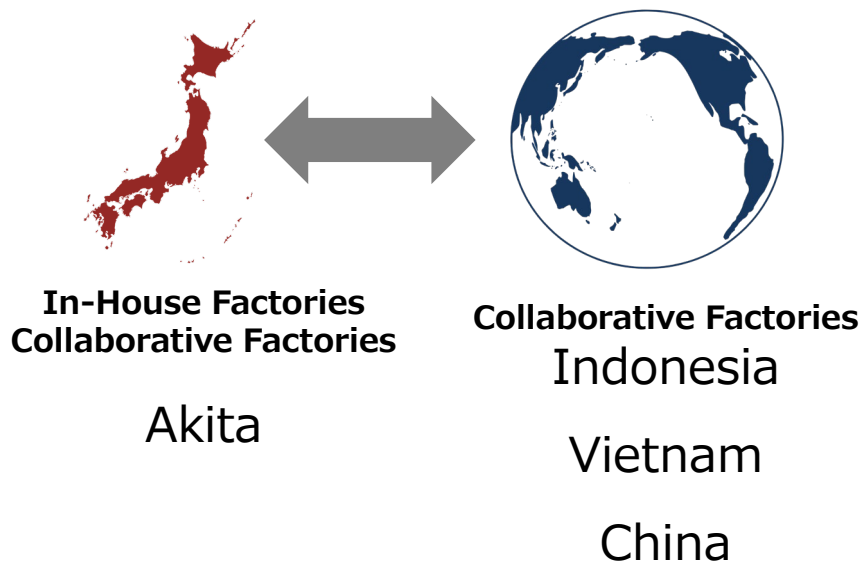 In-House Factories
Collaborative Factories
Akita
Collaborative Factories
Indonesia
Vietnam
China